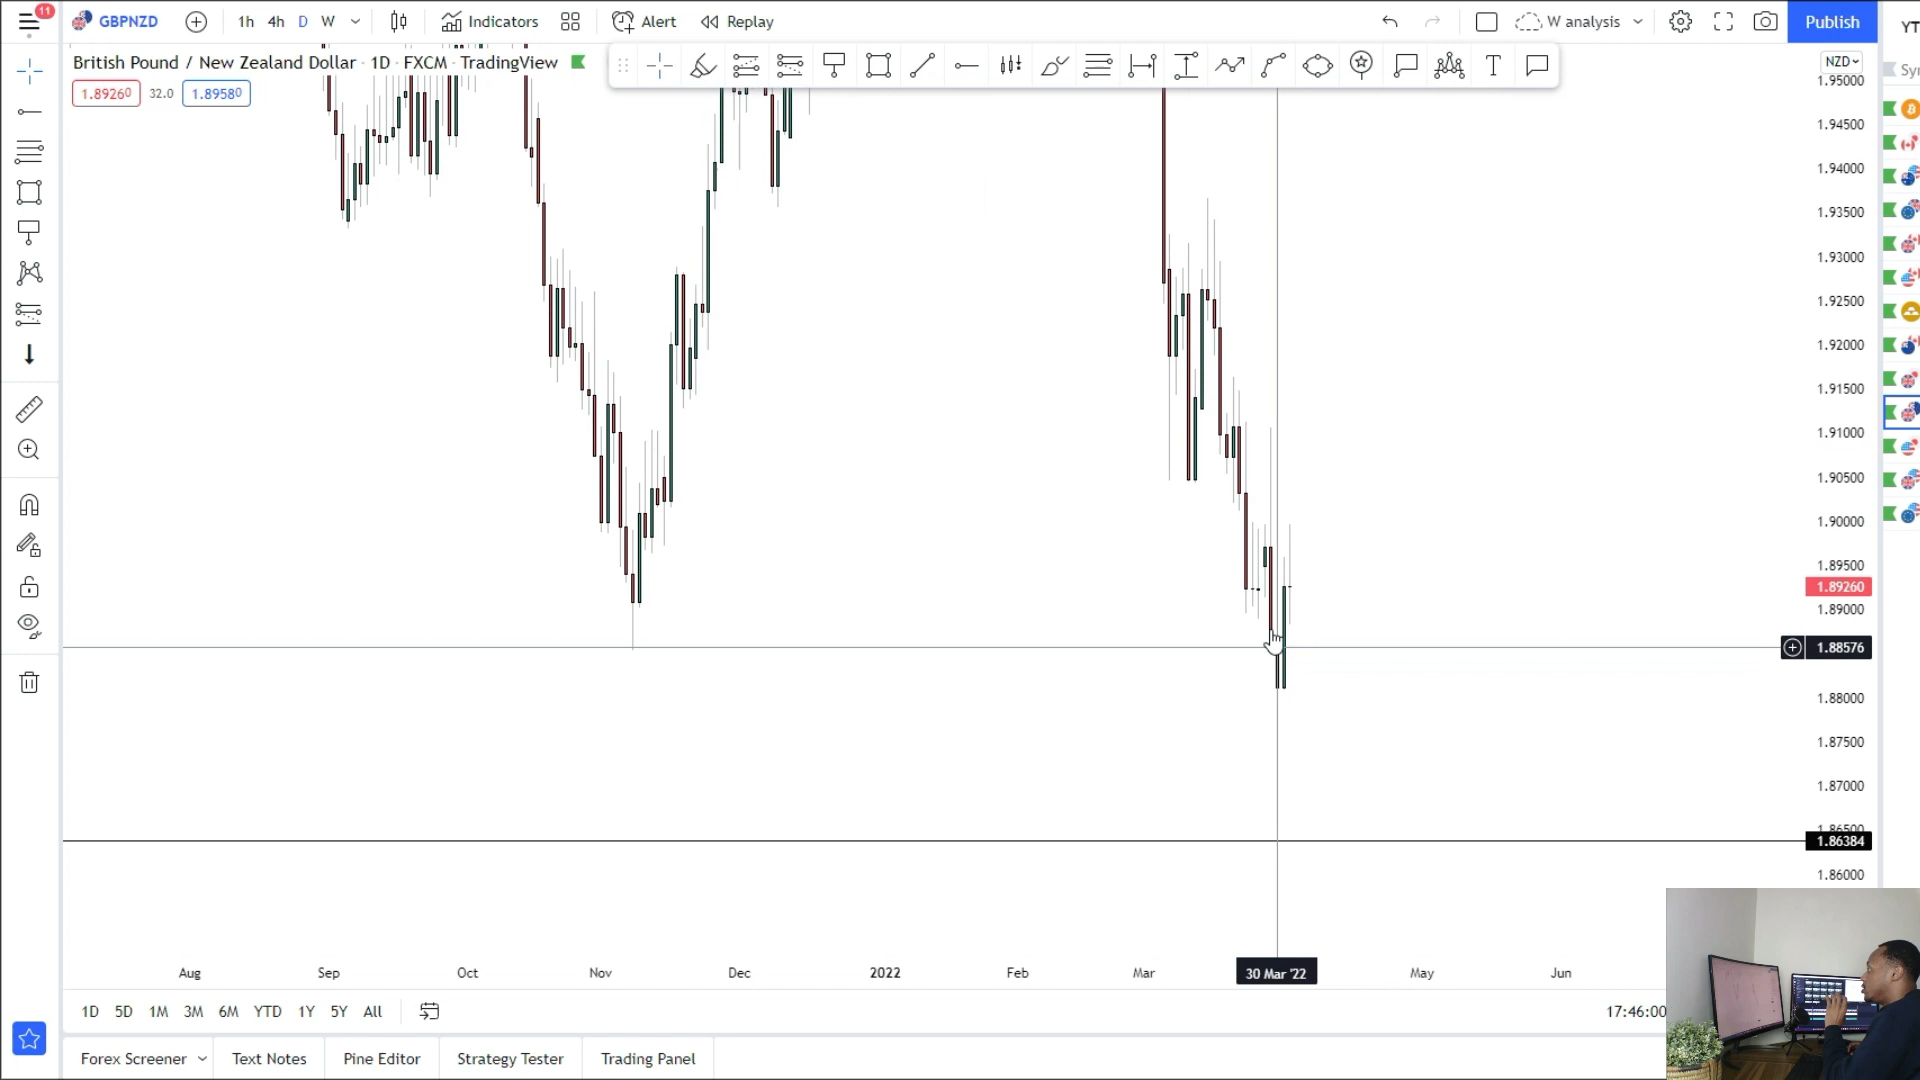 11
GBPNZD
1h 4h D W
Indicators
Alert
Replay
W analysis
Publish
YT
British Pound / New Zealand Dollar · 1D · FXCM · TradingView
NZD
Syr
1.89260 32.0 1.89580
1.95000
1.94500
1.94000
1.93500
1.93000
1.92500
1.92000
1.91500
1.91000
1.90500
1.90000
1.89500
1.89260
1.89000
1.88576
1.88000
1.87500
1.87000
1.86500
1.86384
1.86000
Aug Sep Oct Nov Dec 2022 Feb Mar 30 Mar '22 May Jun
1D 5D 1M 3M 6M YTD 1Y 5Y All
17:46:00
Forex Screener Text Notes Pine Editor Strategy Tester Trading Panel